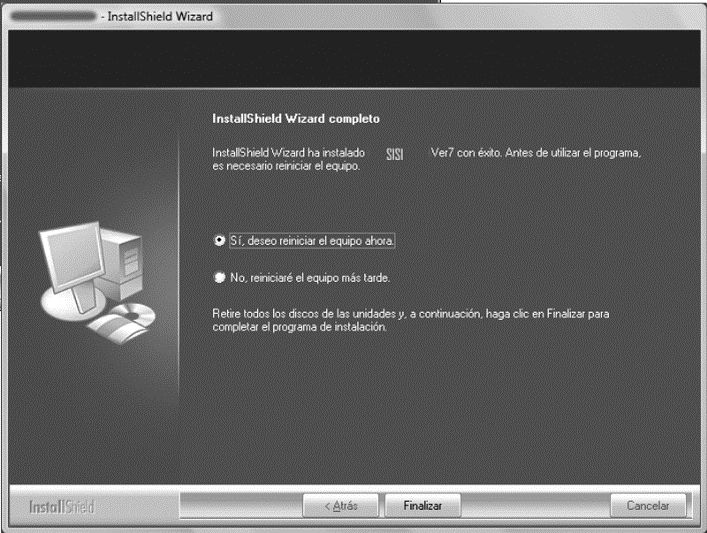 - InstallShield Wizard
InstallShield Wizard completo
InstallShield Wizard ha instalado SISI Ver7 con éxito. Antes de utilizar el programa,
es necesario reiniciar el equipo.
Sí, deseo reiniciar el equipo ahora.
No, reiniciaré el equipo más tarde.
Retire todos los discos de las unidades y, a continuación, haga clic en Finalizar para
completar el programa de instalación.
InstallShield
< Atrás Finalizar Cancelar